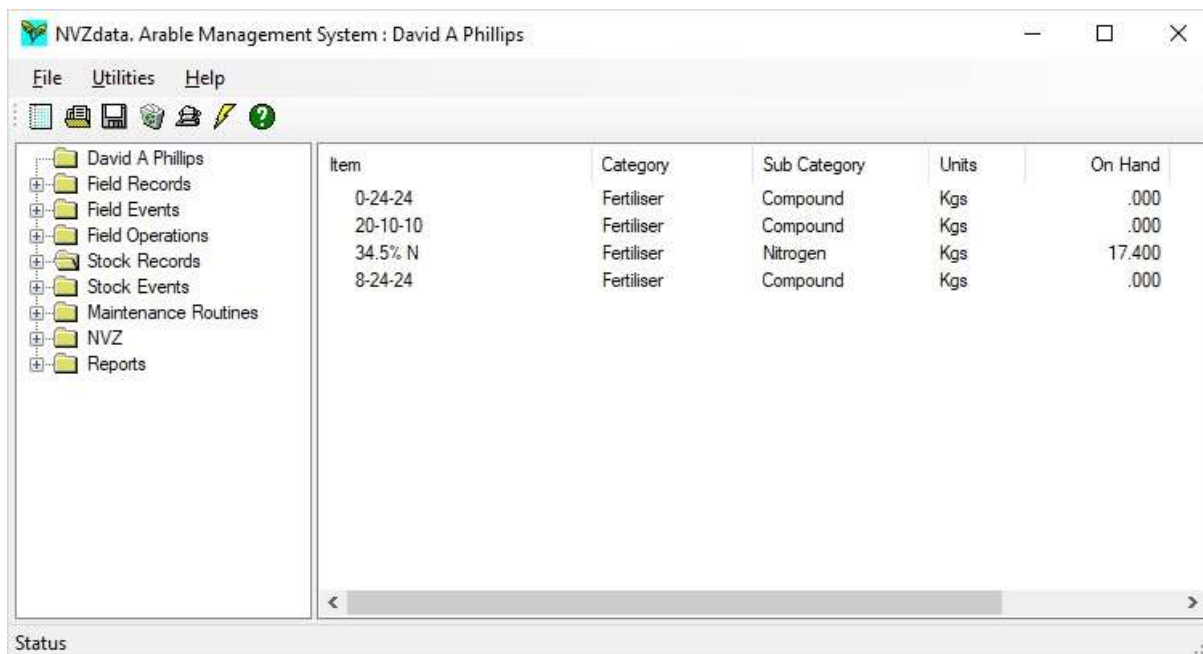 NVZdata. Arable Management System : David A Phillips
File Utilities Help
David A Phillips
Field Records
Field Events
Field Operations
Stock Records
Stock Events
Maintenance Routines
NVZ
Reports
Item Category Sub Category Units On Hand
0-24-24 Fertiliser Compound Kgs .000
20-10-10 Fertiliser Compound Kgs .000
34.5% N Fertiliser Nitrogen Kgs 17.400
8-24-24 Fertiliser Compound Kgs .000
Status